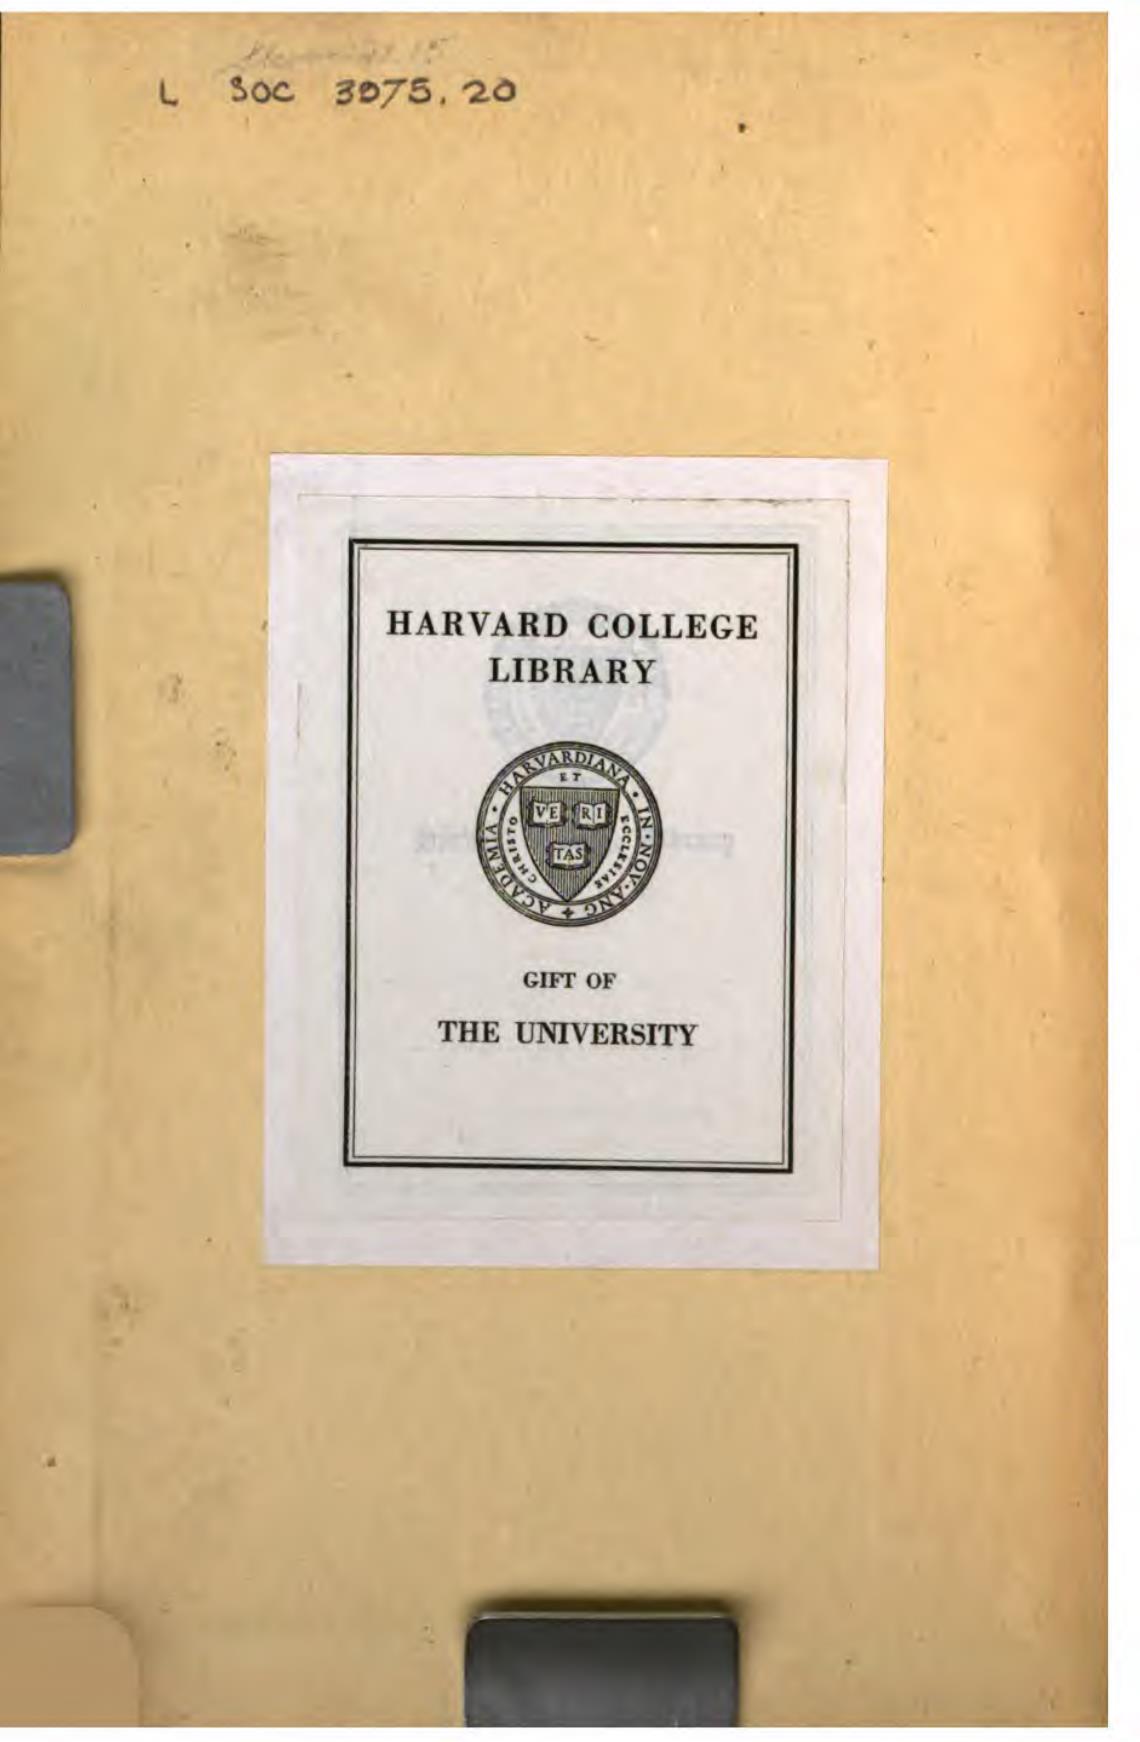 L SOC 3975.20
HARVARD COLLEGE
LIBRARY
ACADEMIA · HARVARDIANA · IN · NOV · ANG
CHRISTO ET ECCLESIAE
VE RI
TAS
GIFT OF
THE UNIVERSITY